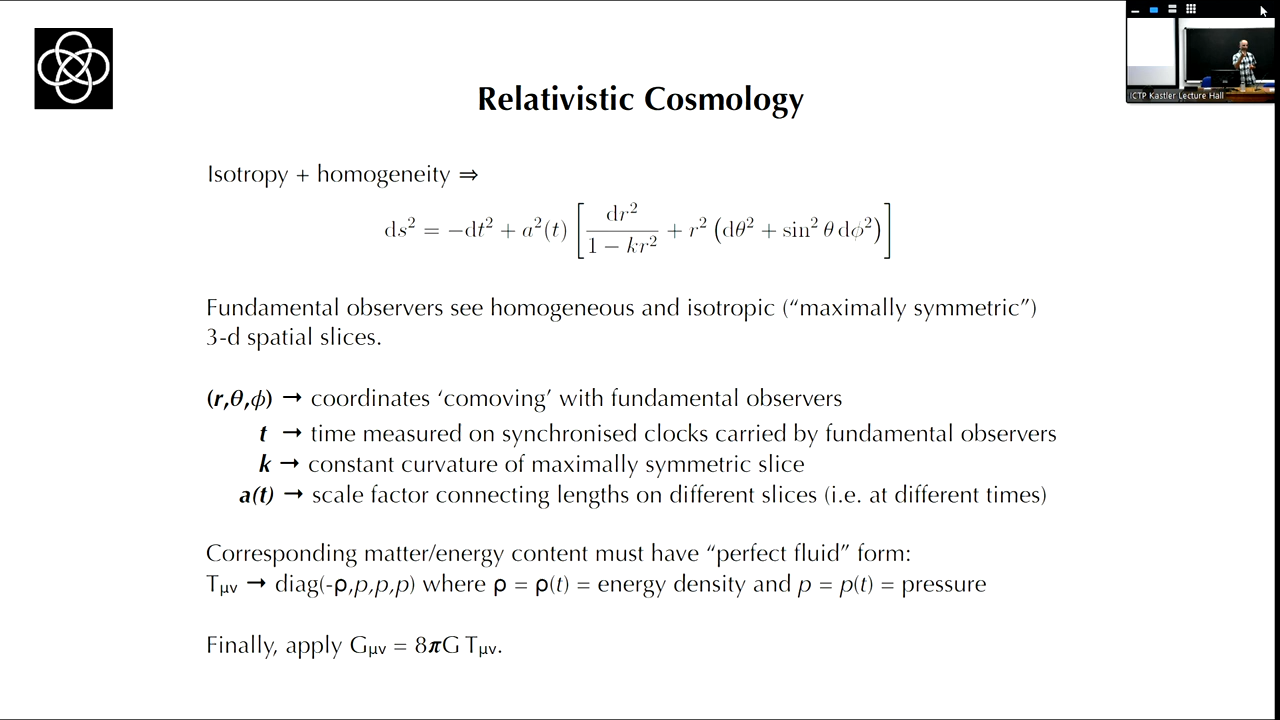 ICTP Kastler Lecture Hall
Relativistic Cosmology
Isotropy + homogeneity ⇒
ds² = −dt² + a²(t) [ dr² / (1 − kr²) + r² (dθ² + sin² θ dϕ²) ]
Fundamental observers see homogeneous and isotropic (“maximally symmetric”)
3-d spatial slices.
(r,θ,ϕ) → coordinates ‘comoving’ with fundamental observers
t → time measured on synchronised clocks carried by fundamental observers
k → constant curvature of maximally symmetric slice
a(t) → scale factor connecting lengths on different slices (i.e. at different times)
Corresponding matter/energy content must have “perfect fluid” form:
Tμν → diag(-ρ,p,p,p) where ρ = ρ(t) = energy density and p = p(t) = pressure
Finally, apply Gμν = 8πG Tμν.